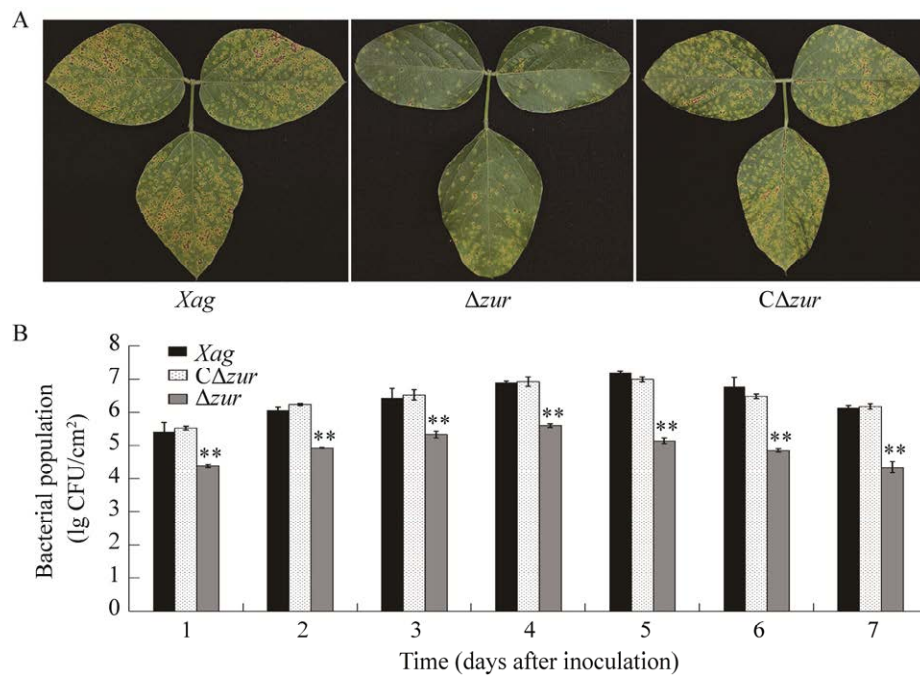 A
Xag
Δzur
CΔzur
B
8
7
6
5
4
3
2
1
0
Bacterial population
(lg CFU/cm²)
Xag
CΔzur
Δzur
**
**
**
**
**
**
**
1 2 3 4 5 6 7
Time (days after inoculation)